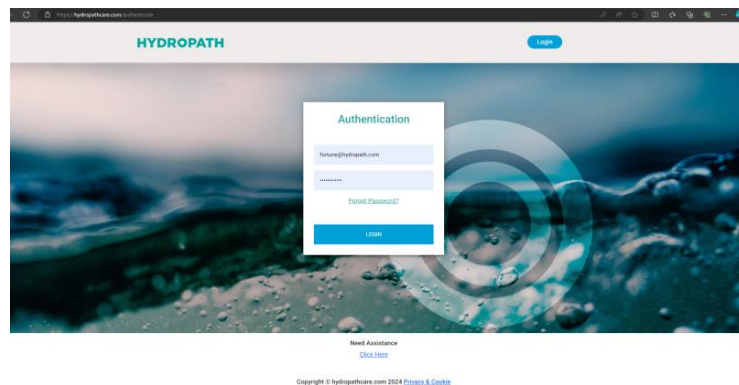 https://hydropathcare.com/authenticate
HYDROPATH
Login
Authentication
fortune@hydropath.com
Forget Password?
LOGIN
Need Assistance
Click Here
Copyright © hydropathcare.com 2024 Privacy & Cookie